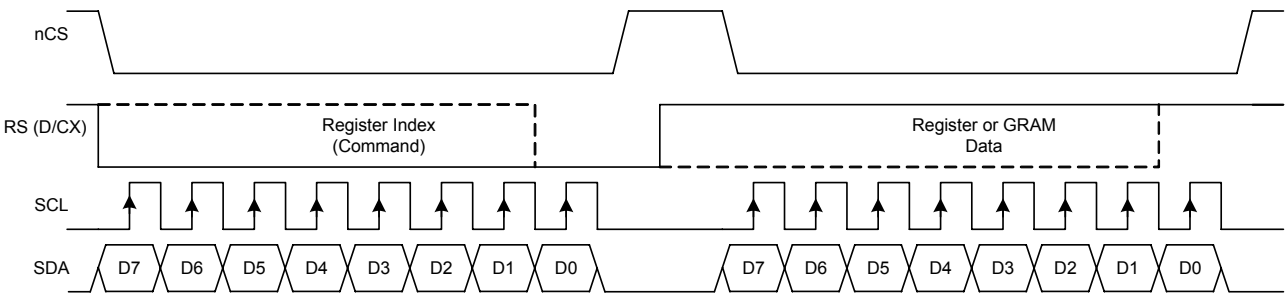 nCS
RS (D/CX)
Register Index
(Command)
Register or GRAM
Data
SCL
SDA
D7 D6 D5 D4 D3 D2 D1 D0 D7 D6 D5 D4 D3 D2 D1 D0